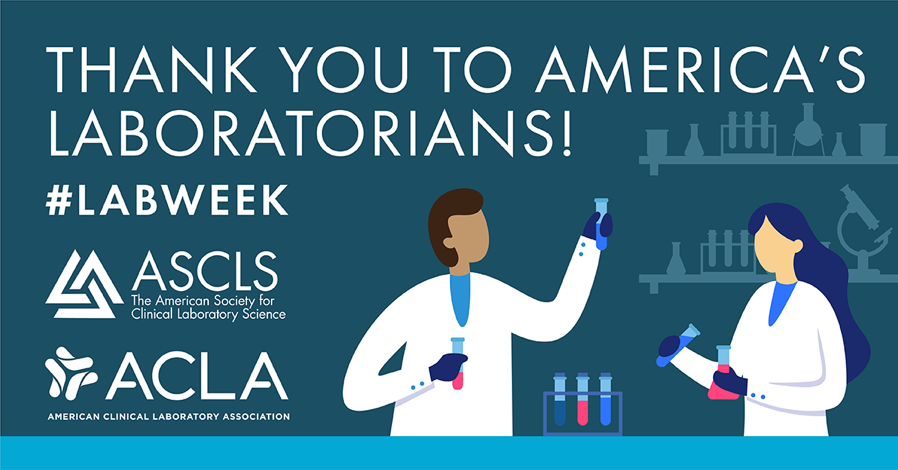 THANK YOU TO AMERICA'S
LABORATORIANS!
#LABWEEK
ASCLS
The American Society for
Clinical Laboratory Science
ACLA
AMERICAN CLINICAL LABORATORY ASSOCIATION